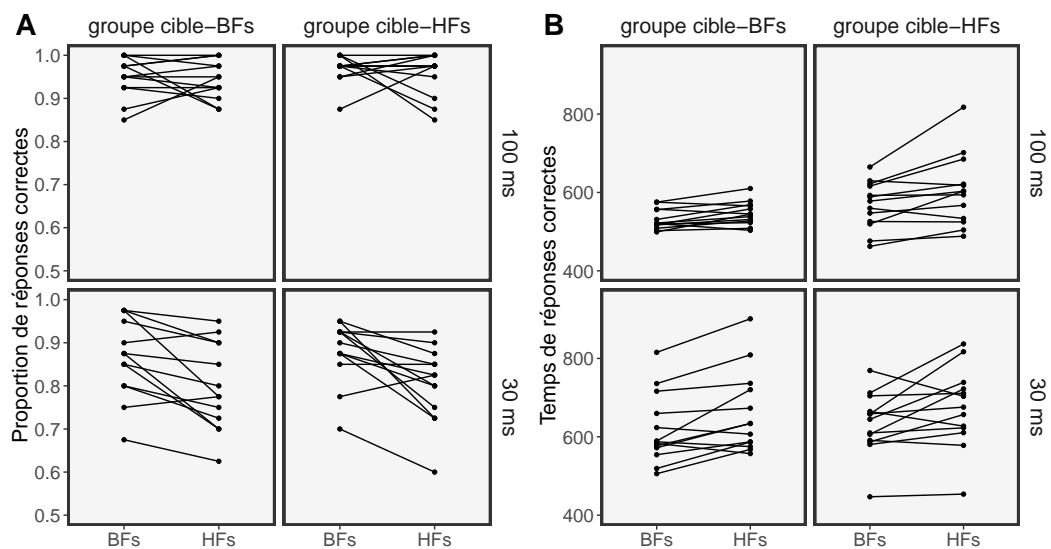 A
groupe cible−BFs
groupe cible−HFs
Proportion de réponses correctes
1.0
0.9
0.8
0.7
0.6
0.5
100 ms
1.0
0.9
0.8
0.7
0.6
0.5
30 ms
BFs
HFs
BFs
HFs
B
groupe cible−BFs
groupe cible−HFs
Temps de réponses correctes
800
600
400
100 ms
800
600
400
30 ms
BFs
HFs
BFs
HFs